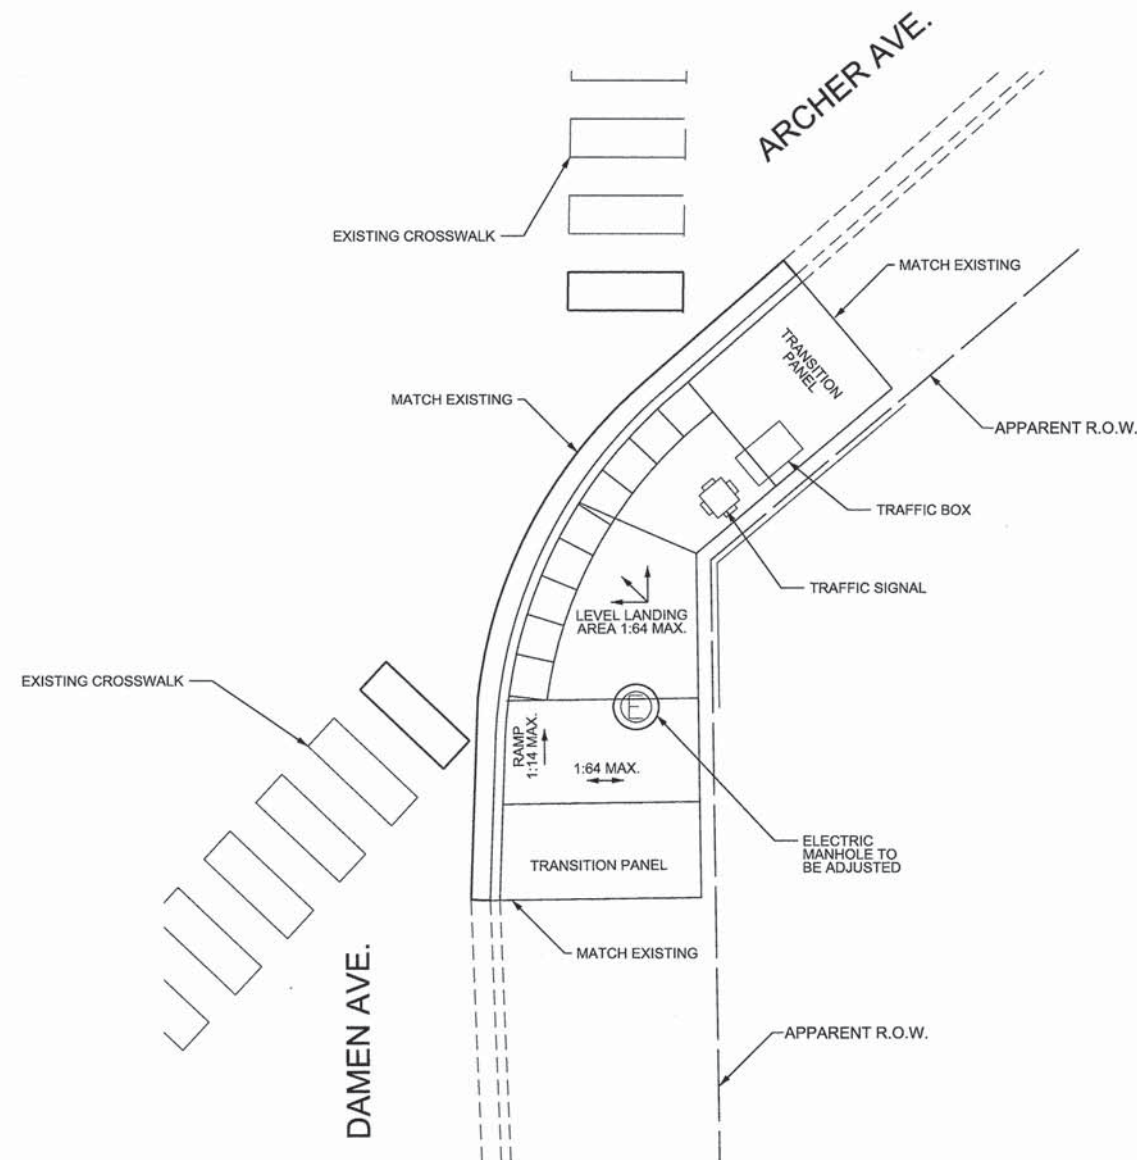 ARCHER AVE.
EXISTING CROSSWALK
MATCH EXISTING
TRANSITION
PANEL
MATCH EXISTING
APPARENT R.O.W.
TRAFFIC BOX
TRAFFIC SIGNAL
LEVEL LANDING
AREA 1:64 MAX.
EXISTING CROSSWALK
E
RAMP
1:14 MAX.
1:64 MAX.
ELECTRIC
MANHOLE TO
BE ADJUSTED
TRANSITION PANEL
MATCH EXISTING
DAMEN AVE.
APPARENT R.O.W.